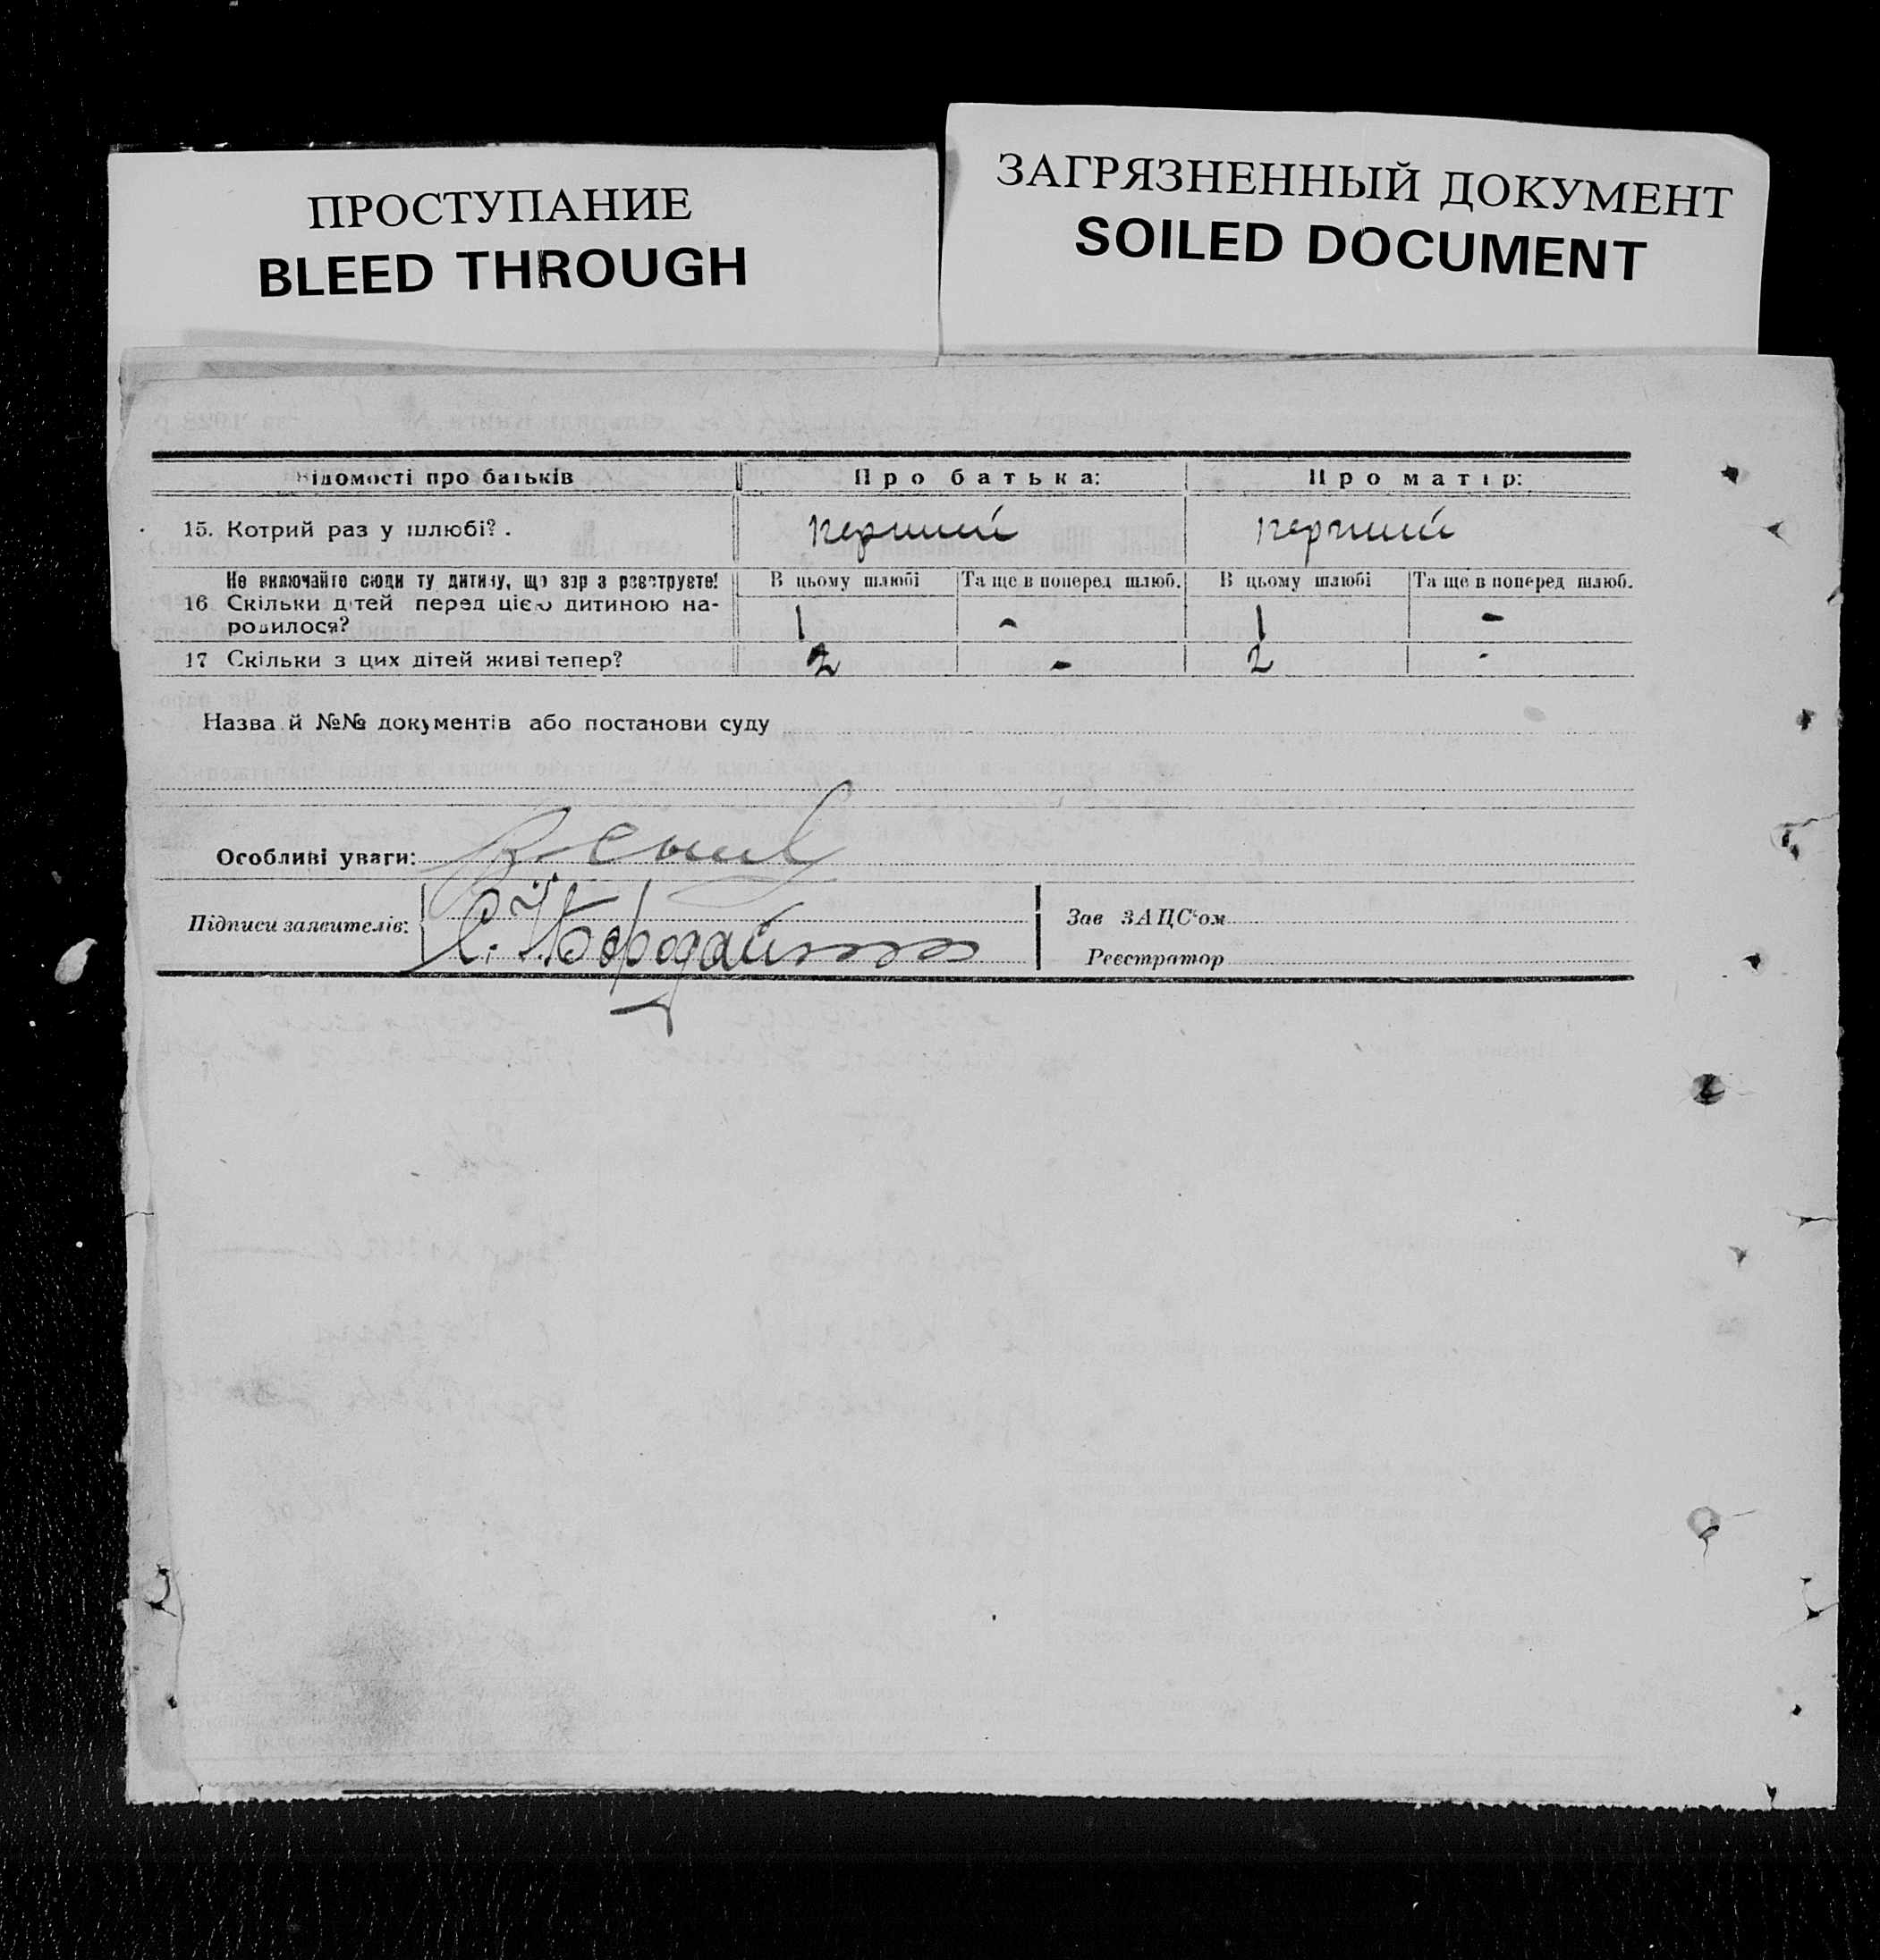 ПРОСТУПАНИЕ
BLEED THROUGH
ЗАГРЯЗНЕННЫЙ ДОКУМЕНТ
SOILED DOCUMENT
Відомості про батьків Про батька: Про матір:
15. Котрий раз у шлюбі?. перший перший
Не включайте сюди ту дитину, що зар з реєструєте! В цьому шлюбі Та ще в поперед шлюб. В цьому шлюбі Та ще в поперед шлюб.
16 Скільки дітей перед цією дитиною на-
родилося? 1 - 1 -
17 Скільки з цих дітей живі тепер? 2 - 2 -
Назва й №№ документів або постанови суду
Особливі уваги:
Підписи заявителів:
Зав ЗАЦС'ом
Реєстратор